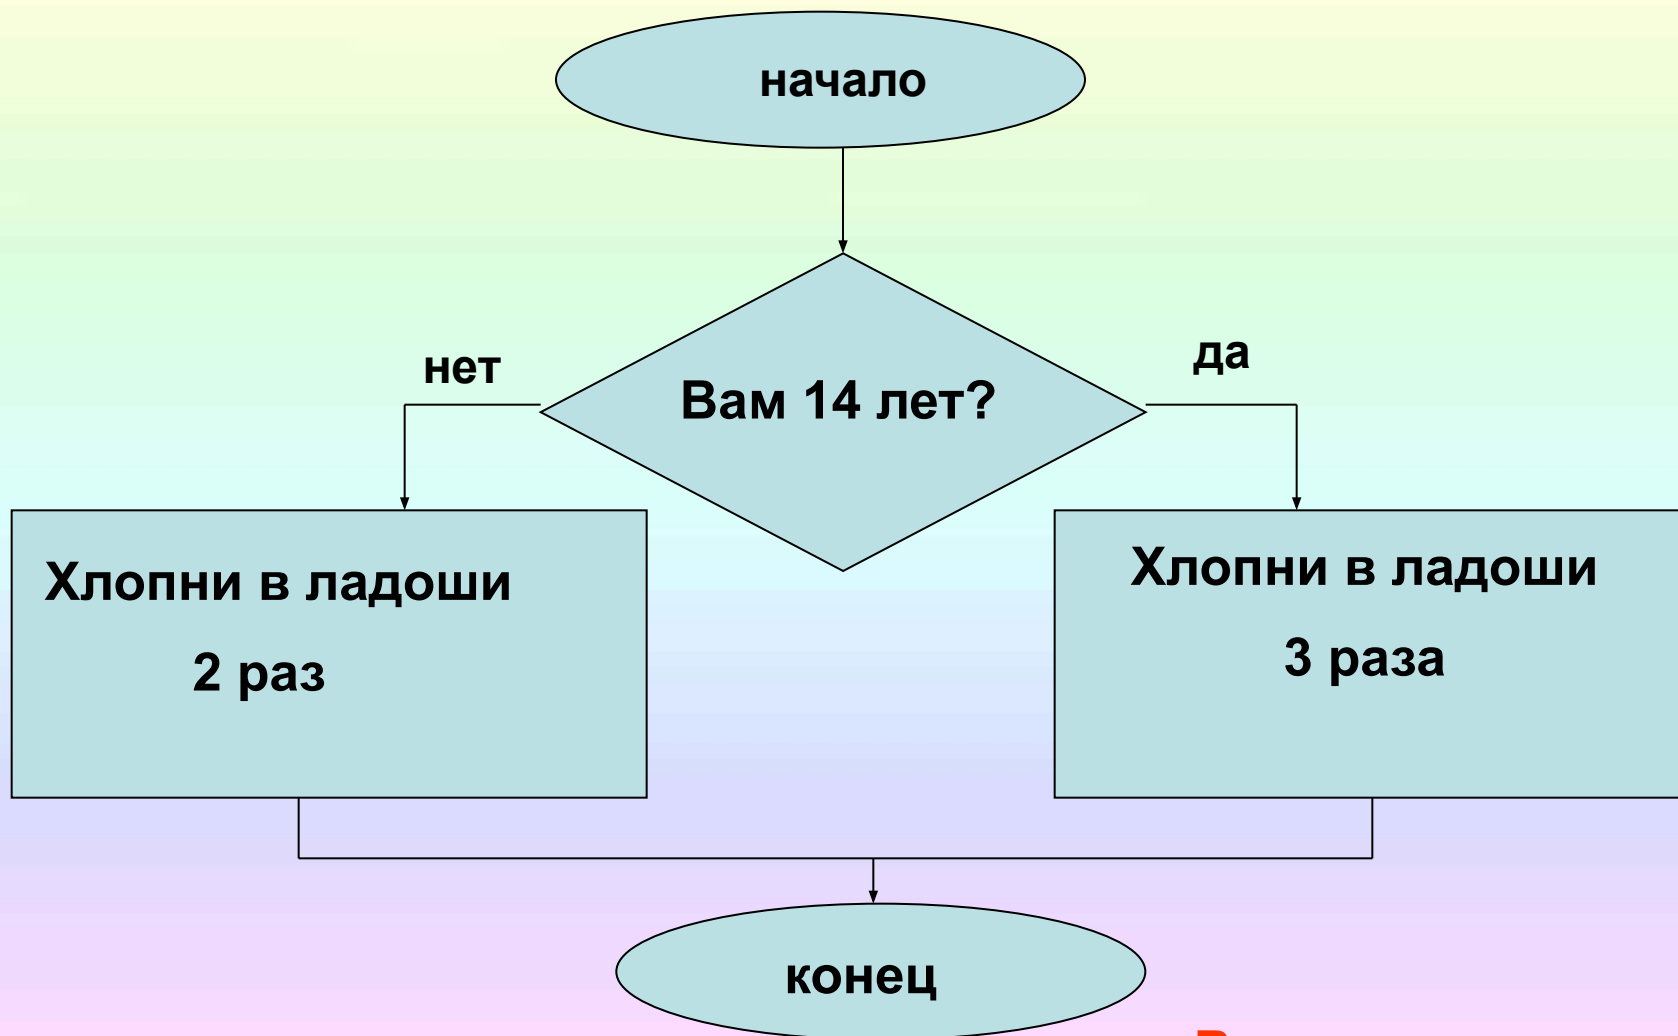 начало
Вам 14 лет?
нет
да
Хлопни в ладоши
2 раз
Хлопни в ладоши
3 раза
конец